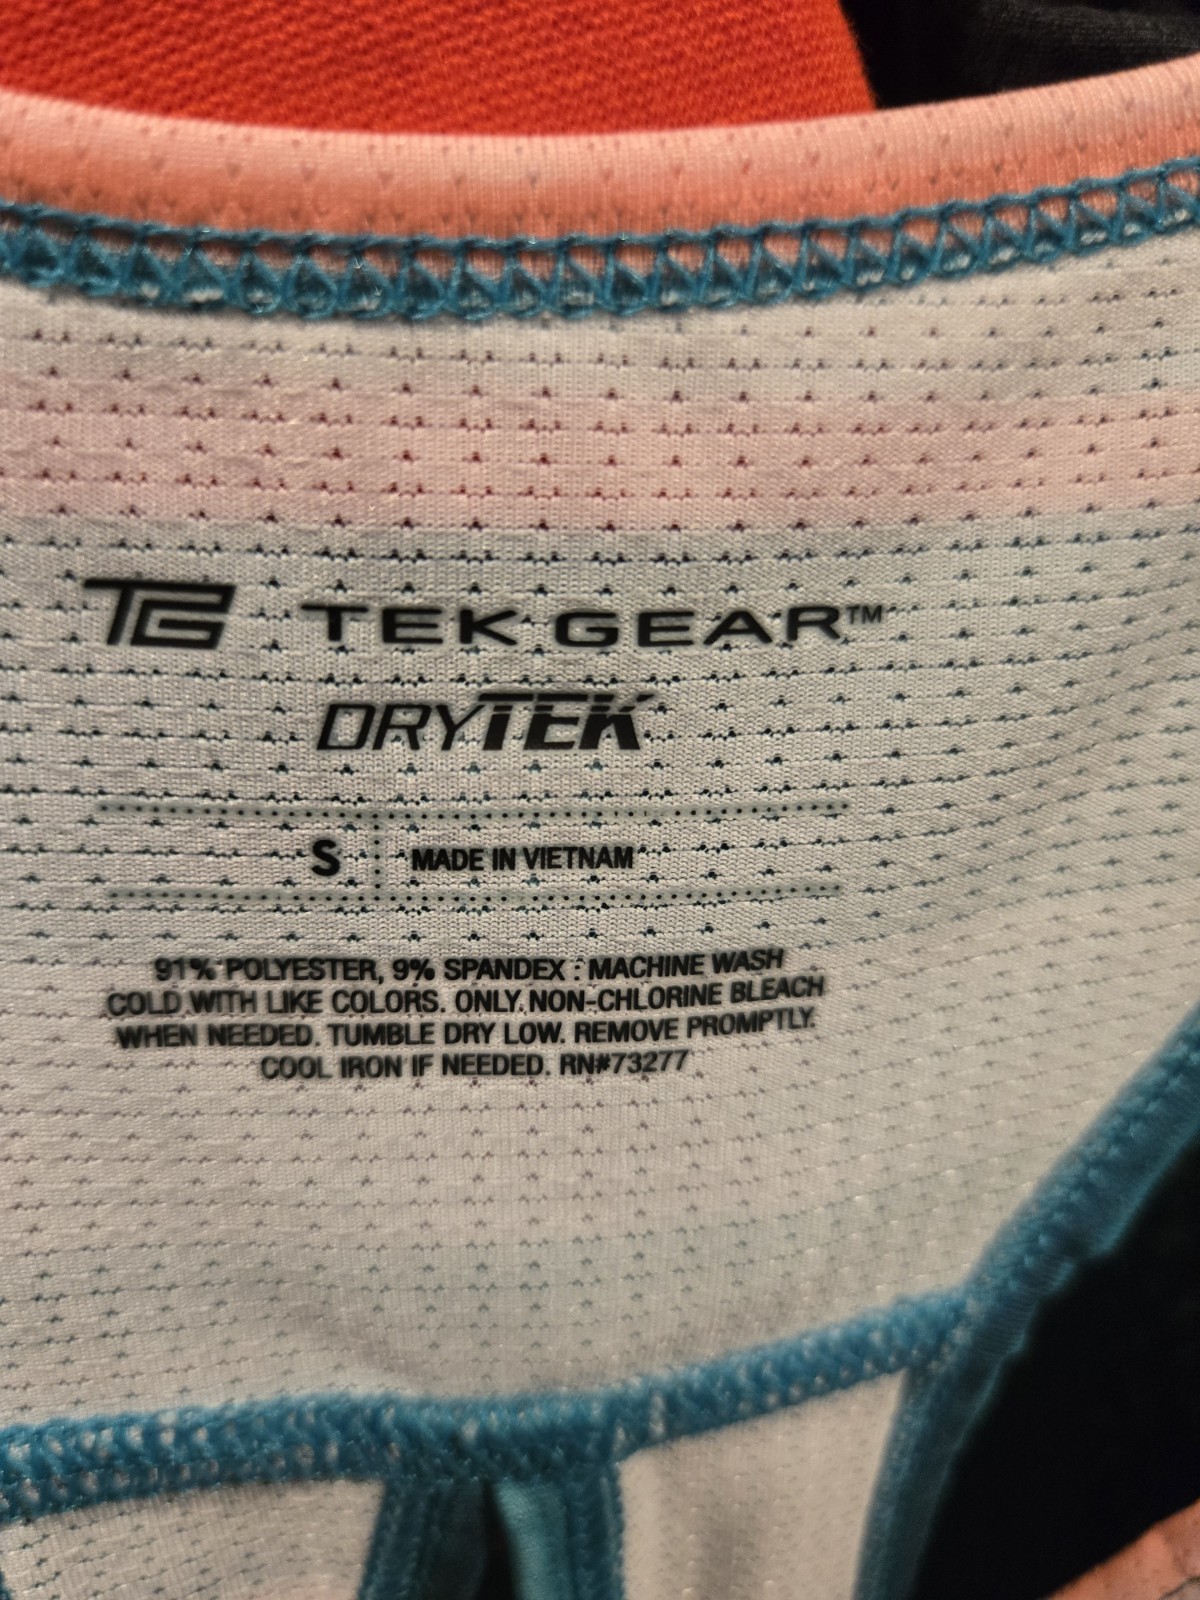 TG TEK GEAR™
DRYTEK
S MADE IN VIETNAM
91% POLYESTER, 9% SPANDEX : MACHINE WASH
COLD WITH LIKE COLORS. ONLY NON-CHLORINE BLEACH
WHEN NEEDED. TUMBLE DRY LOW. REMOVE PROMPTLY.
COOL IRON IF NEEDED. RN#73277